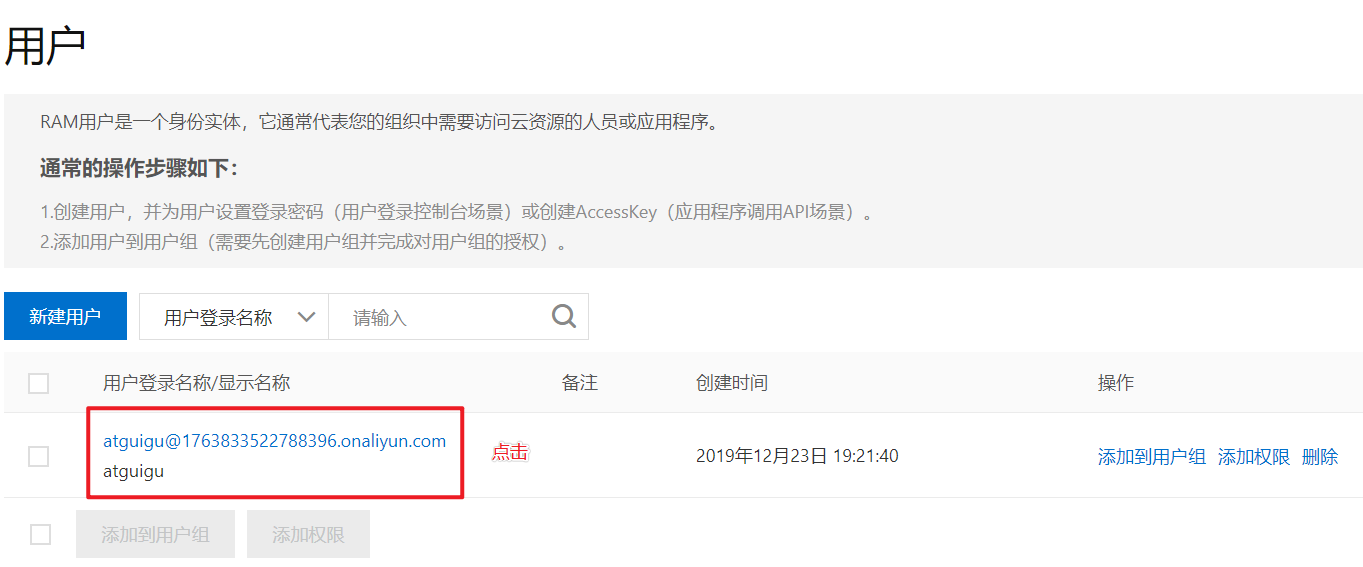 用户
RAM用户是一个身份实体，它通常代表您的组织中需要访问云资源的人员或应用程序。
通常的操作步骤如下：
1.创建用户，并为用户设置登录密码（用户登录控制台场景）或创建AccessKey（应用程序调用API场景）。
2.添加用户到用户组（需要先创建用户组并完成对用户组的授权）。
新建用户 用户登录名称 请输入
用户登录名称/显示名称 备注 创建时间 操作
atguigu@1763833522788396.onaliyun.com
atguigu
点击
2019年12月23日 19:21:40
添加到用户组 添加权限 删除
添加到用户组 添加权限